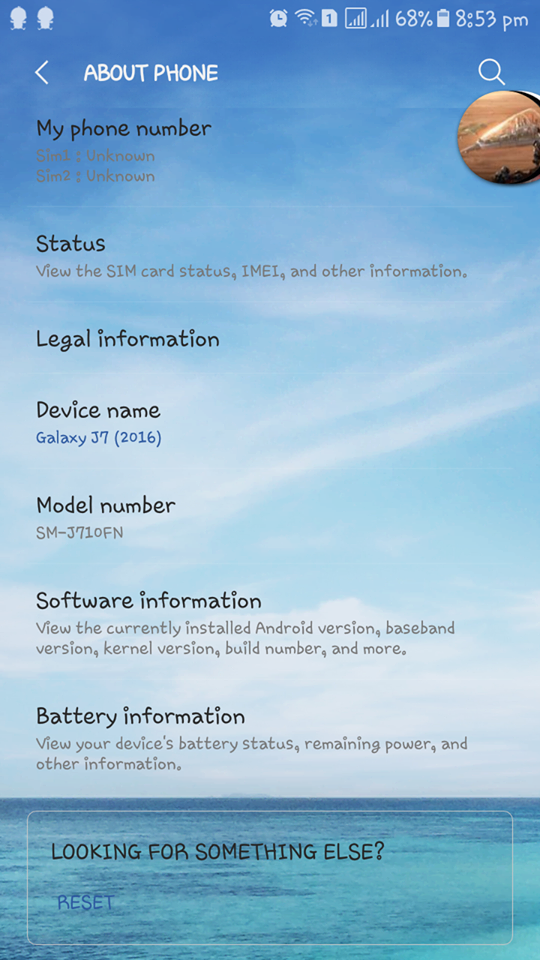 1 68% 8:53 pm
ABOUT PHONE
My phone number
Sim1 : Unknown
Sim2 : Unknown
Status
View the SIM card status, IMEI, and other information.
Legal information
Device name
Galaxy J7 (2016)
Model number
SM-J710FN
Software information
View the currently installed Android version, baseband
version, kernel version, build number, and more.
Battery information
View your device's battery status, remaining power, and
other information.
LOOKING FOR SOMETHING ELSE?
RESET